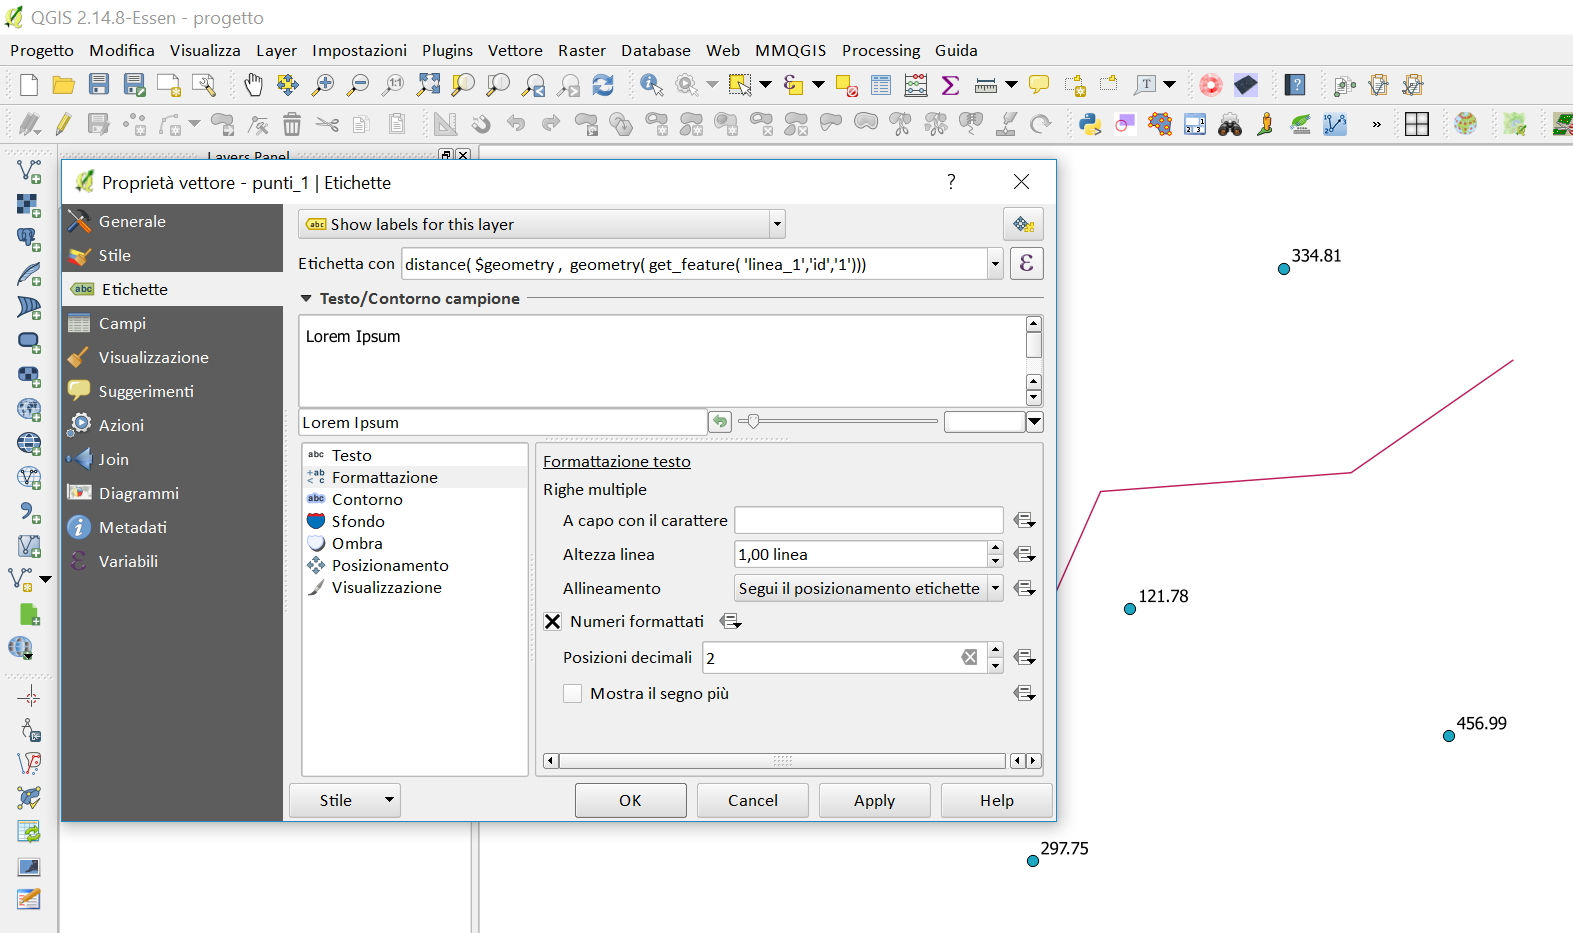 QGIS 2.14.8-Essen - progetto
Progetto Modifica Visualizza Layer Impostazioni Plugins Vettore Raster Database Web MMQGIS Processing Guida
Layers Panel
Proprietà vettore - punti_1 | Etichette
?
Generale
Stile
Etichette
Campi
Visualizzazione
Suggerimenti
Azioni
Join
Diagrammi
Metadati
Variabili
abc Show labels for this layer
Etichetta con distance( $geometry , geometry( get_feature( 'linea_1','id','1')))
Testo/Contorno campione
Lorem Ipsum
Lorem Ipsum
abc Testo
Formattazione
abc Contorno
Sfondo
Ombra
Posizionamento
Visualizzazione
Formattazione testo
Righe multiple
A capo con il carattere
Altezza linea 1,00 linea
Allineamento Segui il posizionamento etichette
Numeri formattati
Posizioni decimali 2
Mostra il segno più
Stile OK Cancel Apply Help
334.81
121.78
456.99
297.75